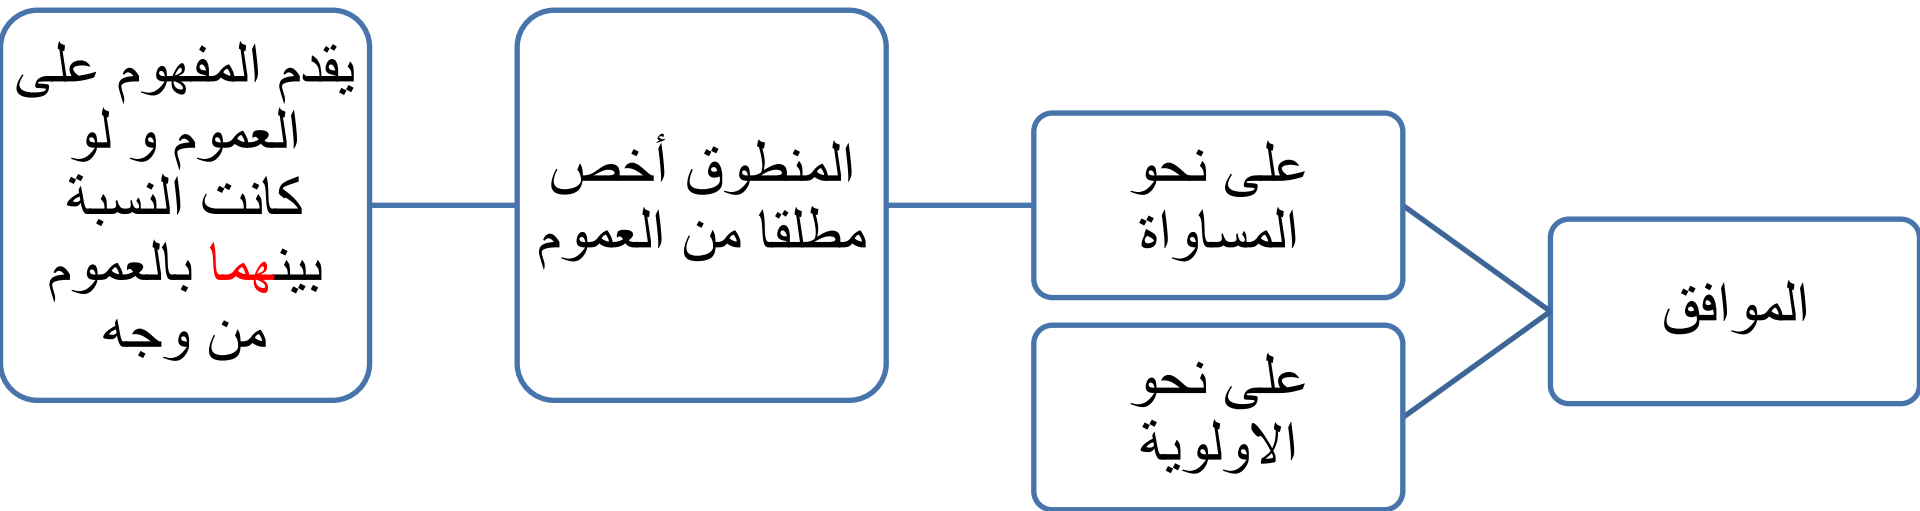 الموافق
على نحو
المساواة
على نحو
الاولوية
المنطوق أخص
مطلقا من العموم
يقدم المفهوم على
العموم و لو
كانت النسبة
بينهما بالعموم
من وجه